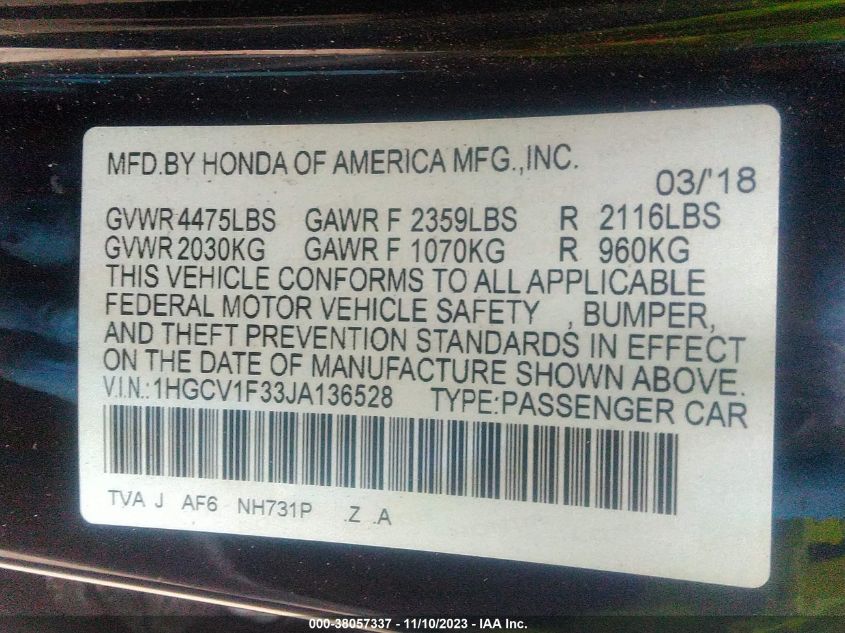 MFD.BY HONDA OF AMERICA MFG.,INC.
03/'18
GVWR 4475LBS GAWR F 2359LBS R 2116LBS
GVWR 2030KG GAWR F 1070KG R 960KG
THIS VEHICLE CONFORMS TO ALL APPLICABLE
FEDERAL MOTOR VEHICLE SAFETY , BUMPER,
AND THEFT PREVENTION STANDARDS IN EFFECT
ON THE DATE OF MANUFACTURE SHOWN ABOVE.
V.I.N.:1HGCV1F33JA136528 TYPE:PASSENGER CAR
TVA J AF6 NH731P .Z .A
000-38057337 - 11/10/2023 - IAA Inc.